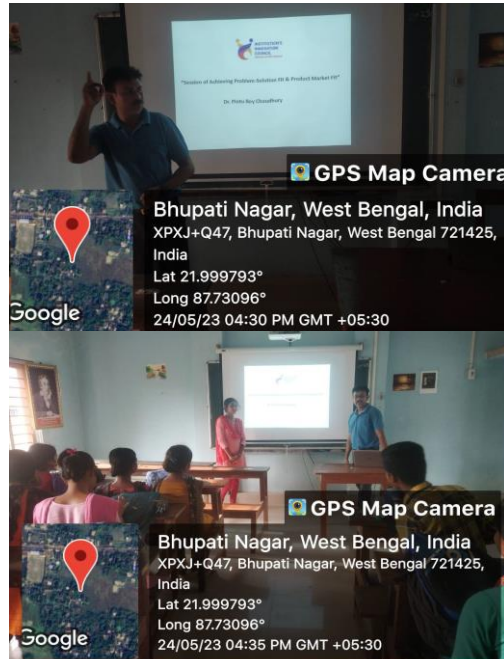 INSTITUTION'S
INNOVATION
COUNCIL
"Session of Achieving Problem-Solution Fit & Product Market Fit"
Dr. Pintu Roy Chowdhury
GPS Map Camera
Bhupati Nagar, West Bengal, India
XPXJ+Q47, Bhupati Nagar, West Bengal 721425,
India
Lat 21.999793°
Long 87.73096°
24/05/23 04:30 PM GMT +05:30
Google
GPS Map Camera
Bhupati Nagar, West Bengal, India
XPXJ+Q47, Bhupati Nagar, West Bengal 721425,
India
Lat 21.999793°
Long 87.73096°
24/05/23 04:35 PM GMT +05:30
Google